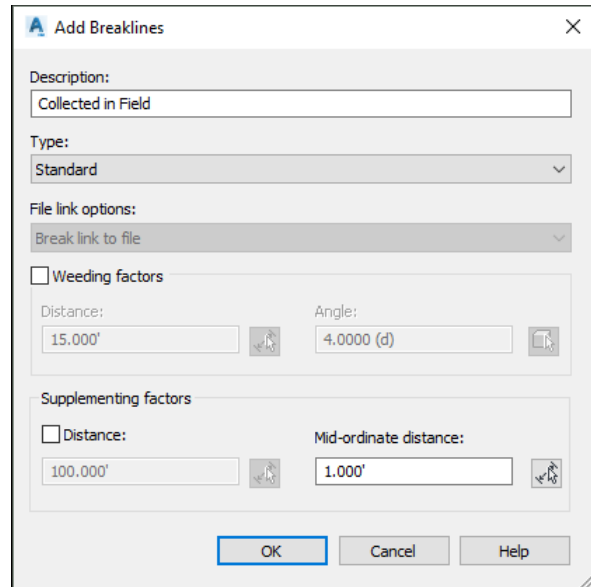 Add Breaklines
Description:
Collected in Field
Type:
Standard
File link options:
Break link to file
Weeding factors
Distance:
Angle:
15.000'
4.0000 (d)
Supplementing factors
Distance:
Mid-ordinate distance:
100.000'
1.000'
OK
Cancel
Help